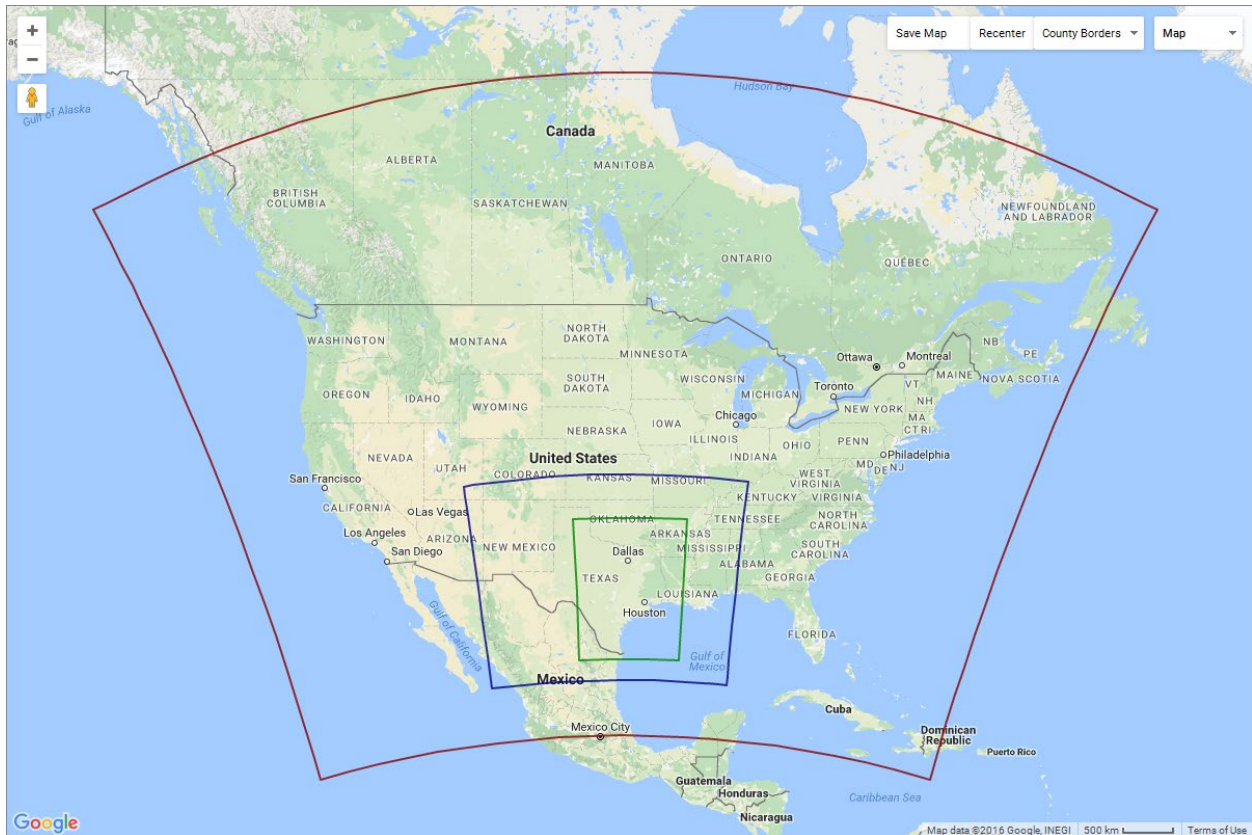 +
Save Map
Recenter
County Borders
Map
−
Gulf of Alaska
Hudson Bay
Canada
ALBERTA
MANITOBA
BRITISH
COLUMBIA
SASKATCHEWAN
NEWFOUNDLAND
AND LABRADOR
ONTARIO
QUÉBEC
WASHINGTON
MONTANA
NORTH
DAKOTA
MINNESOTA
Ottawa
Montreal
NB
PE
MAINE
NOVA SCOTIA
OREGON
IDAHO
SOUTH
DAKOTA
WISCONSIN
MICHIGAN
Toronto
VT
NH
WYOMING
NEW YORK
MA
CT
RI
Chicago
NEBRASKA
IOWA
ILLINOIS
INDIANA
OHIO
PENN
Philadelphia
MD
DE
NJ
NEVADA
UTAH
United States
COLORADO
KANSAS
MISSOURI
WEST
VIRGINIA
KENTUCKY
VIRGINIA
San Francisco
CALIFORNIA
Las Vegas
OKLAHOMA
TENNESSEE
NORTH
CAROLINA
Los Angeles
ARIZONA
NEW MEXICO
ARKANSAS
MISSISSIPPI
SOUTH
CAROLINA
San Diego
Dallas
ALABAMA
GEORGIA
TEXAS
LOUISIANA
Houston
Gulf of California
FLORIDA
Gulf of
Mexico
Mexico
Cuba
Mexico City
Dominican
Republic
Puerto Rico
Guatemala
Honduras
Caribbean Sea
Nicaragua
Google
Map data ©2016 Google, INEGI
500 km
Terms of Use